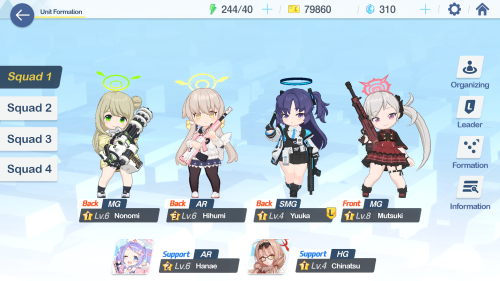 Unit Formation
244/40
79860
310
Squad 1
Squad 2
Squad 3
Squad 4
Organizing
Leader
Formation
Information
Back MG
Lv.6 Nonomi
Back AR
Lv.6 Hihumi
Back SMG
Lv.4 Yuuka
L
Front MG
Lv.8 Mutsuki
Support AR
Lv.6 Hanae
Support HG
Lv.4 Chinatsu